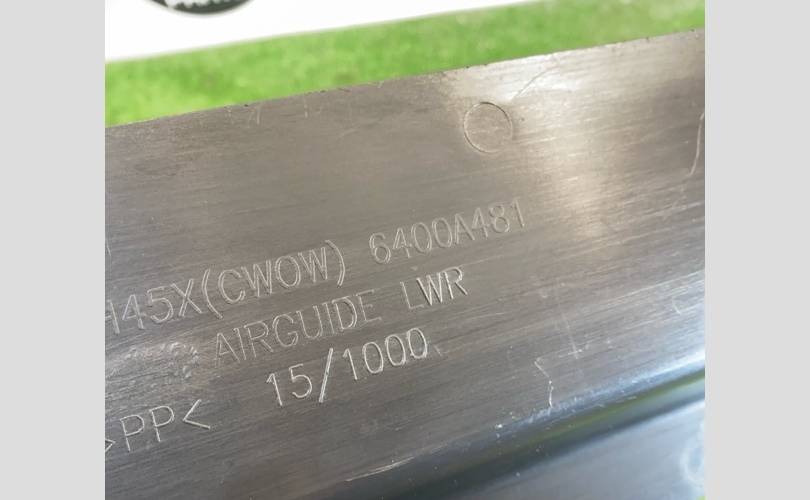 45X(CWOW) 6400A481
AIRGUIDE LWR
15/1000
>PP<